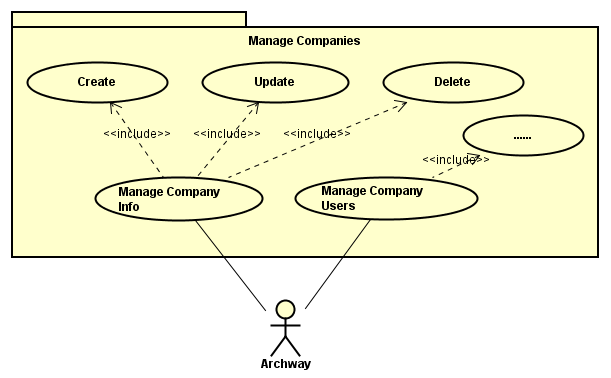 Manage Companies
Create
Update
Delete
......
<<include>>
<<include>>
<<include>>
<<include>>
Manage Company
Info
Manage Company
Users
Archway